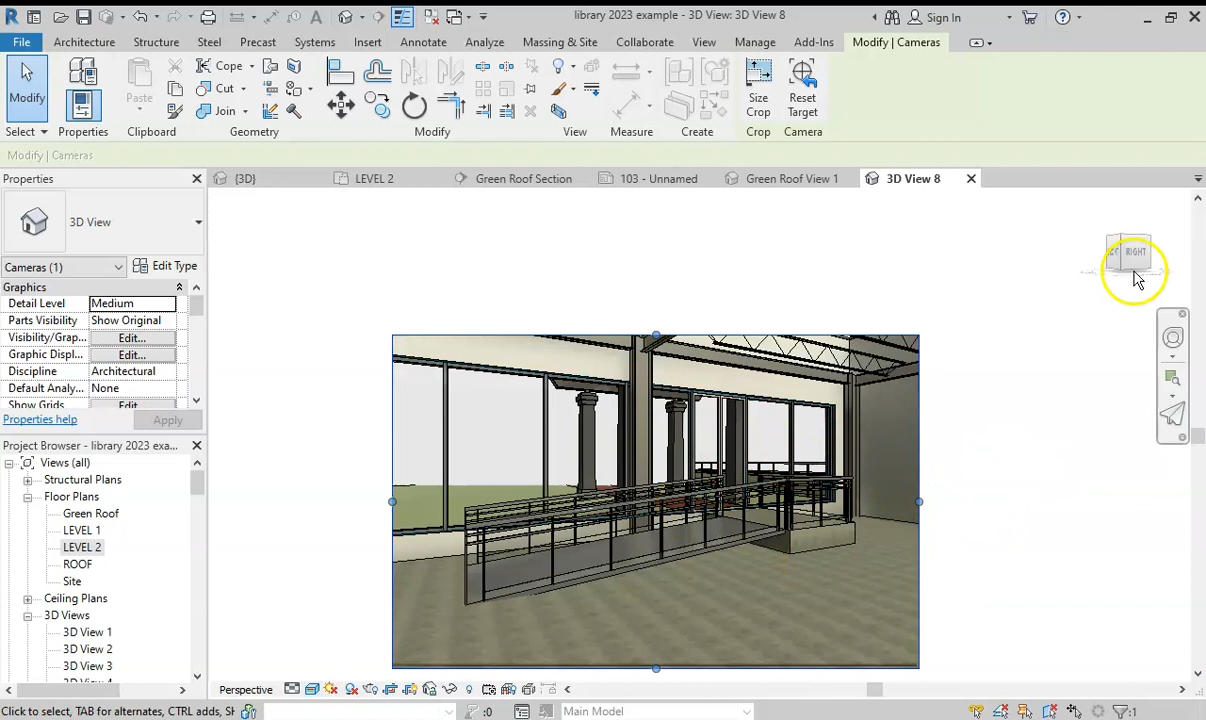 library 2023 example - 3D View: 3D View 8
Sign In
File Architecture Structure Steel Precast Systems Insert Annotate Analyze Massing & Site Collaborate View Manage Add-Ins Modify | Cameras
Modify
Properties
Paste
Cope
Cut
Join
Size Crop
Reset Target
Select Properties Clipboard Geometry Modify View Measure Create Crop Camera
Modify | Cameras
Properties
{3D} LEVEL 2 Green Roof Section 103 - Unnamed Green Roof View 1 3D View 8
3D View
RIGHT
Cameras (1) Edit Type
Graphics
Detail Level Medium
Parts Visibility Show Original
Visibility/Grap... Edit...
Graphic Displ... Edit...
Discipline Architectural
Default Analy... None
Show Grids Edit...
Properties help Apply
Project Browser - library 2023 exa...
Views (all)
Structural Plans
Floor Plans
Green Roof
LEVEL 1
LEVEL 2
ROOF
Site
Ceiling Plans
3D Views
3D View 1
3D View 2
3D View 3
3D View 4
Perspective
Click to select, TAB for alternates, CTRL adds, SH :0 Main Model :1